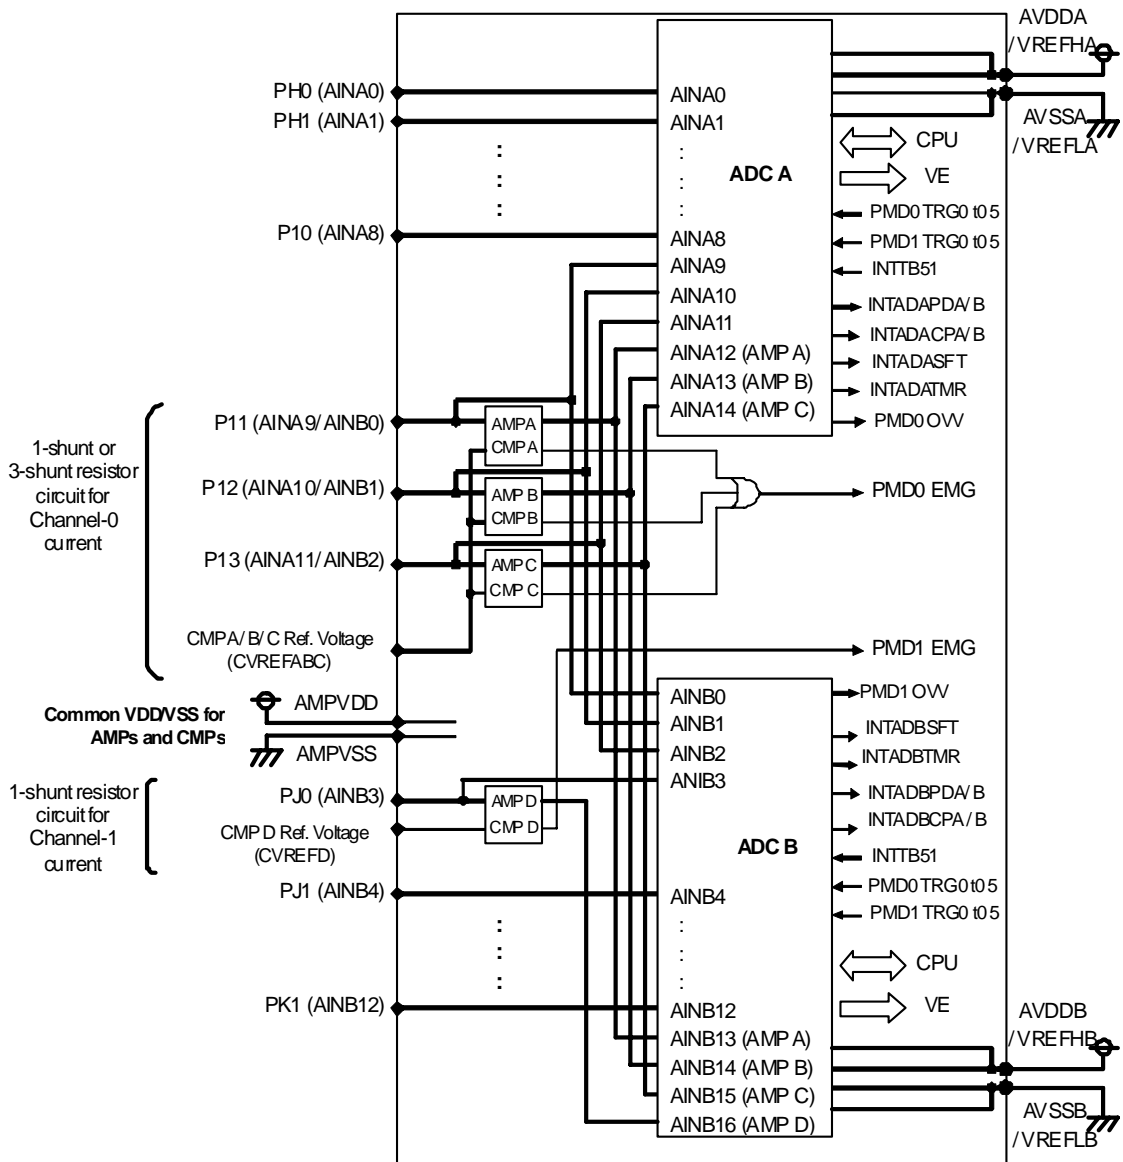 AVDDA
/VREFHA
AVSSA
/VREFLA
PH0 (AINA0)
PH1 (AINA1)
P10 (AINA8)
AINA0
AINA1
ADC A
AINA8
AINA9
AINA10
AINA11
AINA12 (AMP A)
AINA13 (AMP B)
AINA14 (AMP C)
CPU
VE
PMD0 TRG0 to 5
PMD1 TRG0 to 5
INTTB51
INTADAPDA/B
INTADACPA/B
INTADASFT
INTADATMR
PMD0 OVV
1-shunt or
3-shunt resistor
circuit for
Channel-0
current
P11 (AINA9/AINB0)
P12 (AINA10/AINB1)
P13 (AINA11/AINB2)
CMPA/B/C Ref. Voltage
(CVREFABC)
AMP A
CMP A
AMP B
CMP B
AMP C
CMP C
PMD0 EMG
PMD1 EMG
Common VDD/VSS for
AMPs and CMPs
AMPVDD
AMPVSS
1-shunt resistor
circuit for
Channel-1
current
PJ0 (AINB3)
CMP D Ref. Voltage
(CVREFD)
AMP D
CMP D
PJ1 (AINB4)
PK1 (AINB12)
AINB0
AINB1
AINB2
ANIB3
ADC B
AINB4
AINB12
AINB13 (AMP A)
AINB14 (AMP B)
AINB15 (AMP C)
AINB16 (AMP D)
PMD1 OVV
INTADBSFT
INTADBTMR
INTADBPDA/B
INTADBCPA/B
INTTB51
PMD0 TRG0 to 5
PMD1 TRG0 to 5
CPU
VE
AVDDB
/VREFHB
AVSSB
/VREFLB